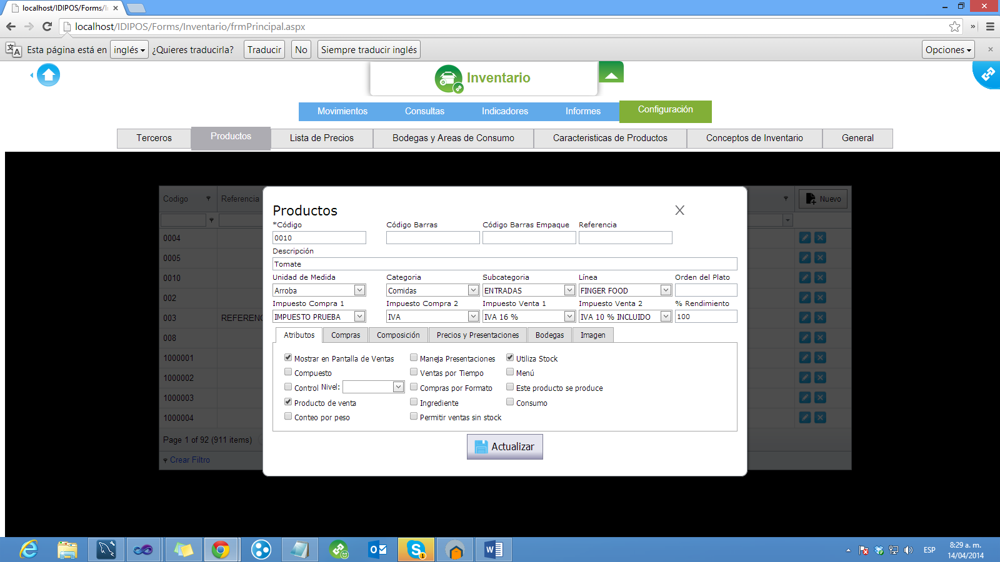 localhost/IDIPOS/Forms/I
localhost/IDIPOS/Forms/Inventario/frmPrincipal.aspx
Esta página está en inglés ¿Quieres traducirla? Traducir No Siempre traducir inglés Opciones
Inventario
Movimientos Consultas Indicadores Informes Configuración
Terceros Productos Lista de Precios Bodegas y Areas de Consumo Caracteristicas de Productos Conceptos de Inventario General
Codigo Referencia Nuevo
0004
0005
0010
002
003 REFERENC
008
1000001
1000002
1000003
1000004
Page 1 of 92 (911 items)
Crear Filtro
Productos X
*Código Código Barras Código Barras Empaque Referencia
0010
Descripción
Tomate
Unidad de Medida Categoria Subcategoria Línea Orden del Plato
Arroba Comidas ENTRADAS FINGER FOOD
Impuesto Compra 1 Impuesto Compra 2 Impuesto Venta 1 Impuesto Venta 2 % Rendimiento
IMPUESTO PRUEBA IVA IVA 16 % IVA 10 % INCLUIDO 100
Atributos Compras Composición Precios y Presentaciones Bodegas Imagen
Mostrar en Pantalla de Ventas Maneja Presentaciones Utiliza Stock
Compuesto Ventas por Tiempo Menú
Control Nivel: Compras por Formato Este producto se produce
Producto de venta Ingrediente Consumo
Conteo por peso Permitir ventas sin stock
Actualizar
ESP 8:29 a. m.
14/04/2014